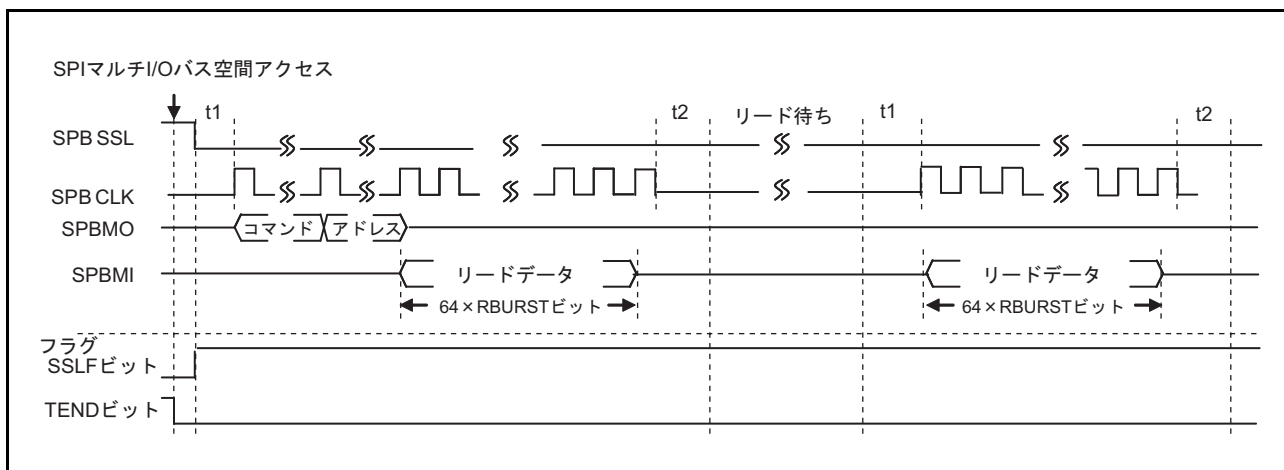 SPIマルチI/Oバス空間アクセス
t1 t2 リード待ち t1 t2
SPB SSL
SPB CLK
SPBMO コマンド アドレス
SPBMI リードデータ リードデータ
64×RBURSTビット 64×RBURSTビット
フラグ
SSLFビット
TENDビット